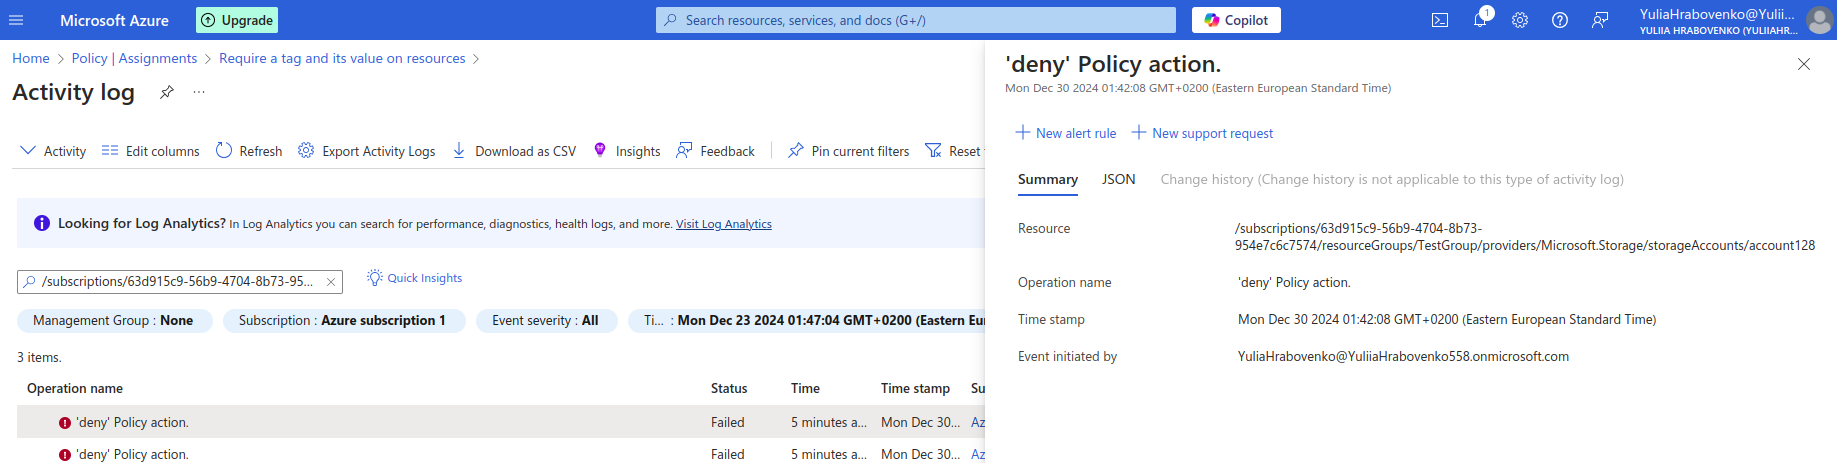 Microsoft Azure
Upgrade
Search resources, services, and docs (G+/)
Copilot
1
YuliaHrabovenko@Yulii...
YULIIA HRABOVENKO (YULIIAHR...
Home > Policy | Assignments > Require a tag and its value on resources >
Activity log
...
Activity
Edit columns
Refresh
Export Activity Logs
Download as CSV
Insights
Feedback
Pin current filters
Reset
Looking for Log Analytics? In Log Analytics you can search for performance, diagnostics, health logs, and more. Visit Log Analytics
/subscriptions/63d915c9-56b9-4704-8b73-95...
Quick Insights
Management Group : None
Subscription : Azure subscription 1
Event severity : All
Ti... : Mon Dec 23 2024 01:47:04 GMT+0200 (Eastern Eu
3 items.
Operation name Status Time Time stamp Su
'deny' Policy action. Failed 5 minutes a... Mon Dec 30... Az
'deny' Policy action. Failed 5 minutes a... Mon Dec 30... Az
'deny' Policy action.
Mon Dec 30 2024 01:42:08 GMT+0200 (Eastern European Standard Time)
New alert rule
New support request
Summary JSON Change history (Change history is not applicable to this type of activity log)
Resource /subscriptions/63d915c9-56b9-4704-8b73-
954e7c6c7574/resourceGroups/TestGroup/providers/Microsoft.Storage/storageAccounts/account128
Operation name 'deny' Policy action.
Time stamp Mon Dec 30 2024 01:42:08 GMT+0200 (Eastern European Standard Time)
Event initiated by YuliaHrabovenko@YuliiaHrabovenko558.onmicrosoft.com